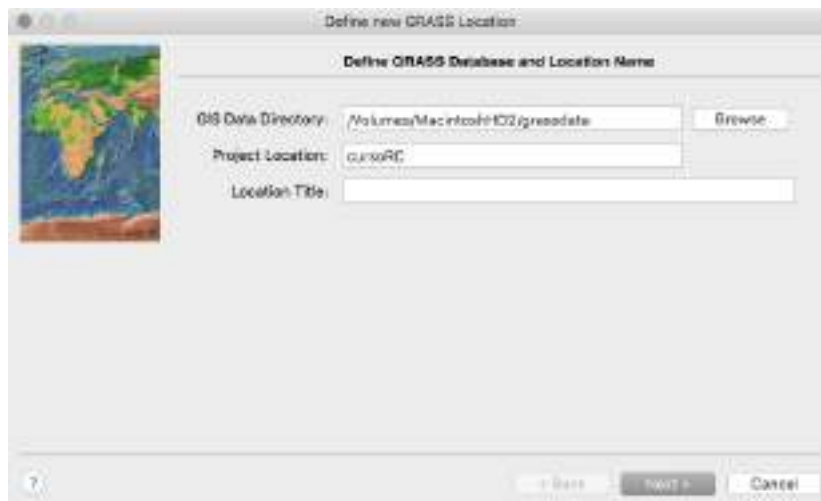 Define new GRASS Location
Define GRASS Database and Location Name
GIS Data Directory: /Volumes/MacintoshHD2/grassdata Browse
Project Location: cursoRC
Location Title:
? < Back Next > Cancel